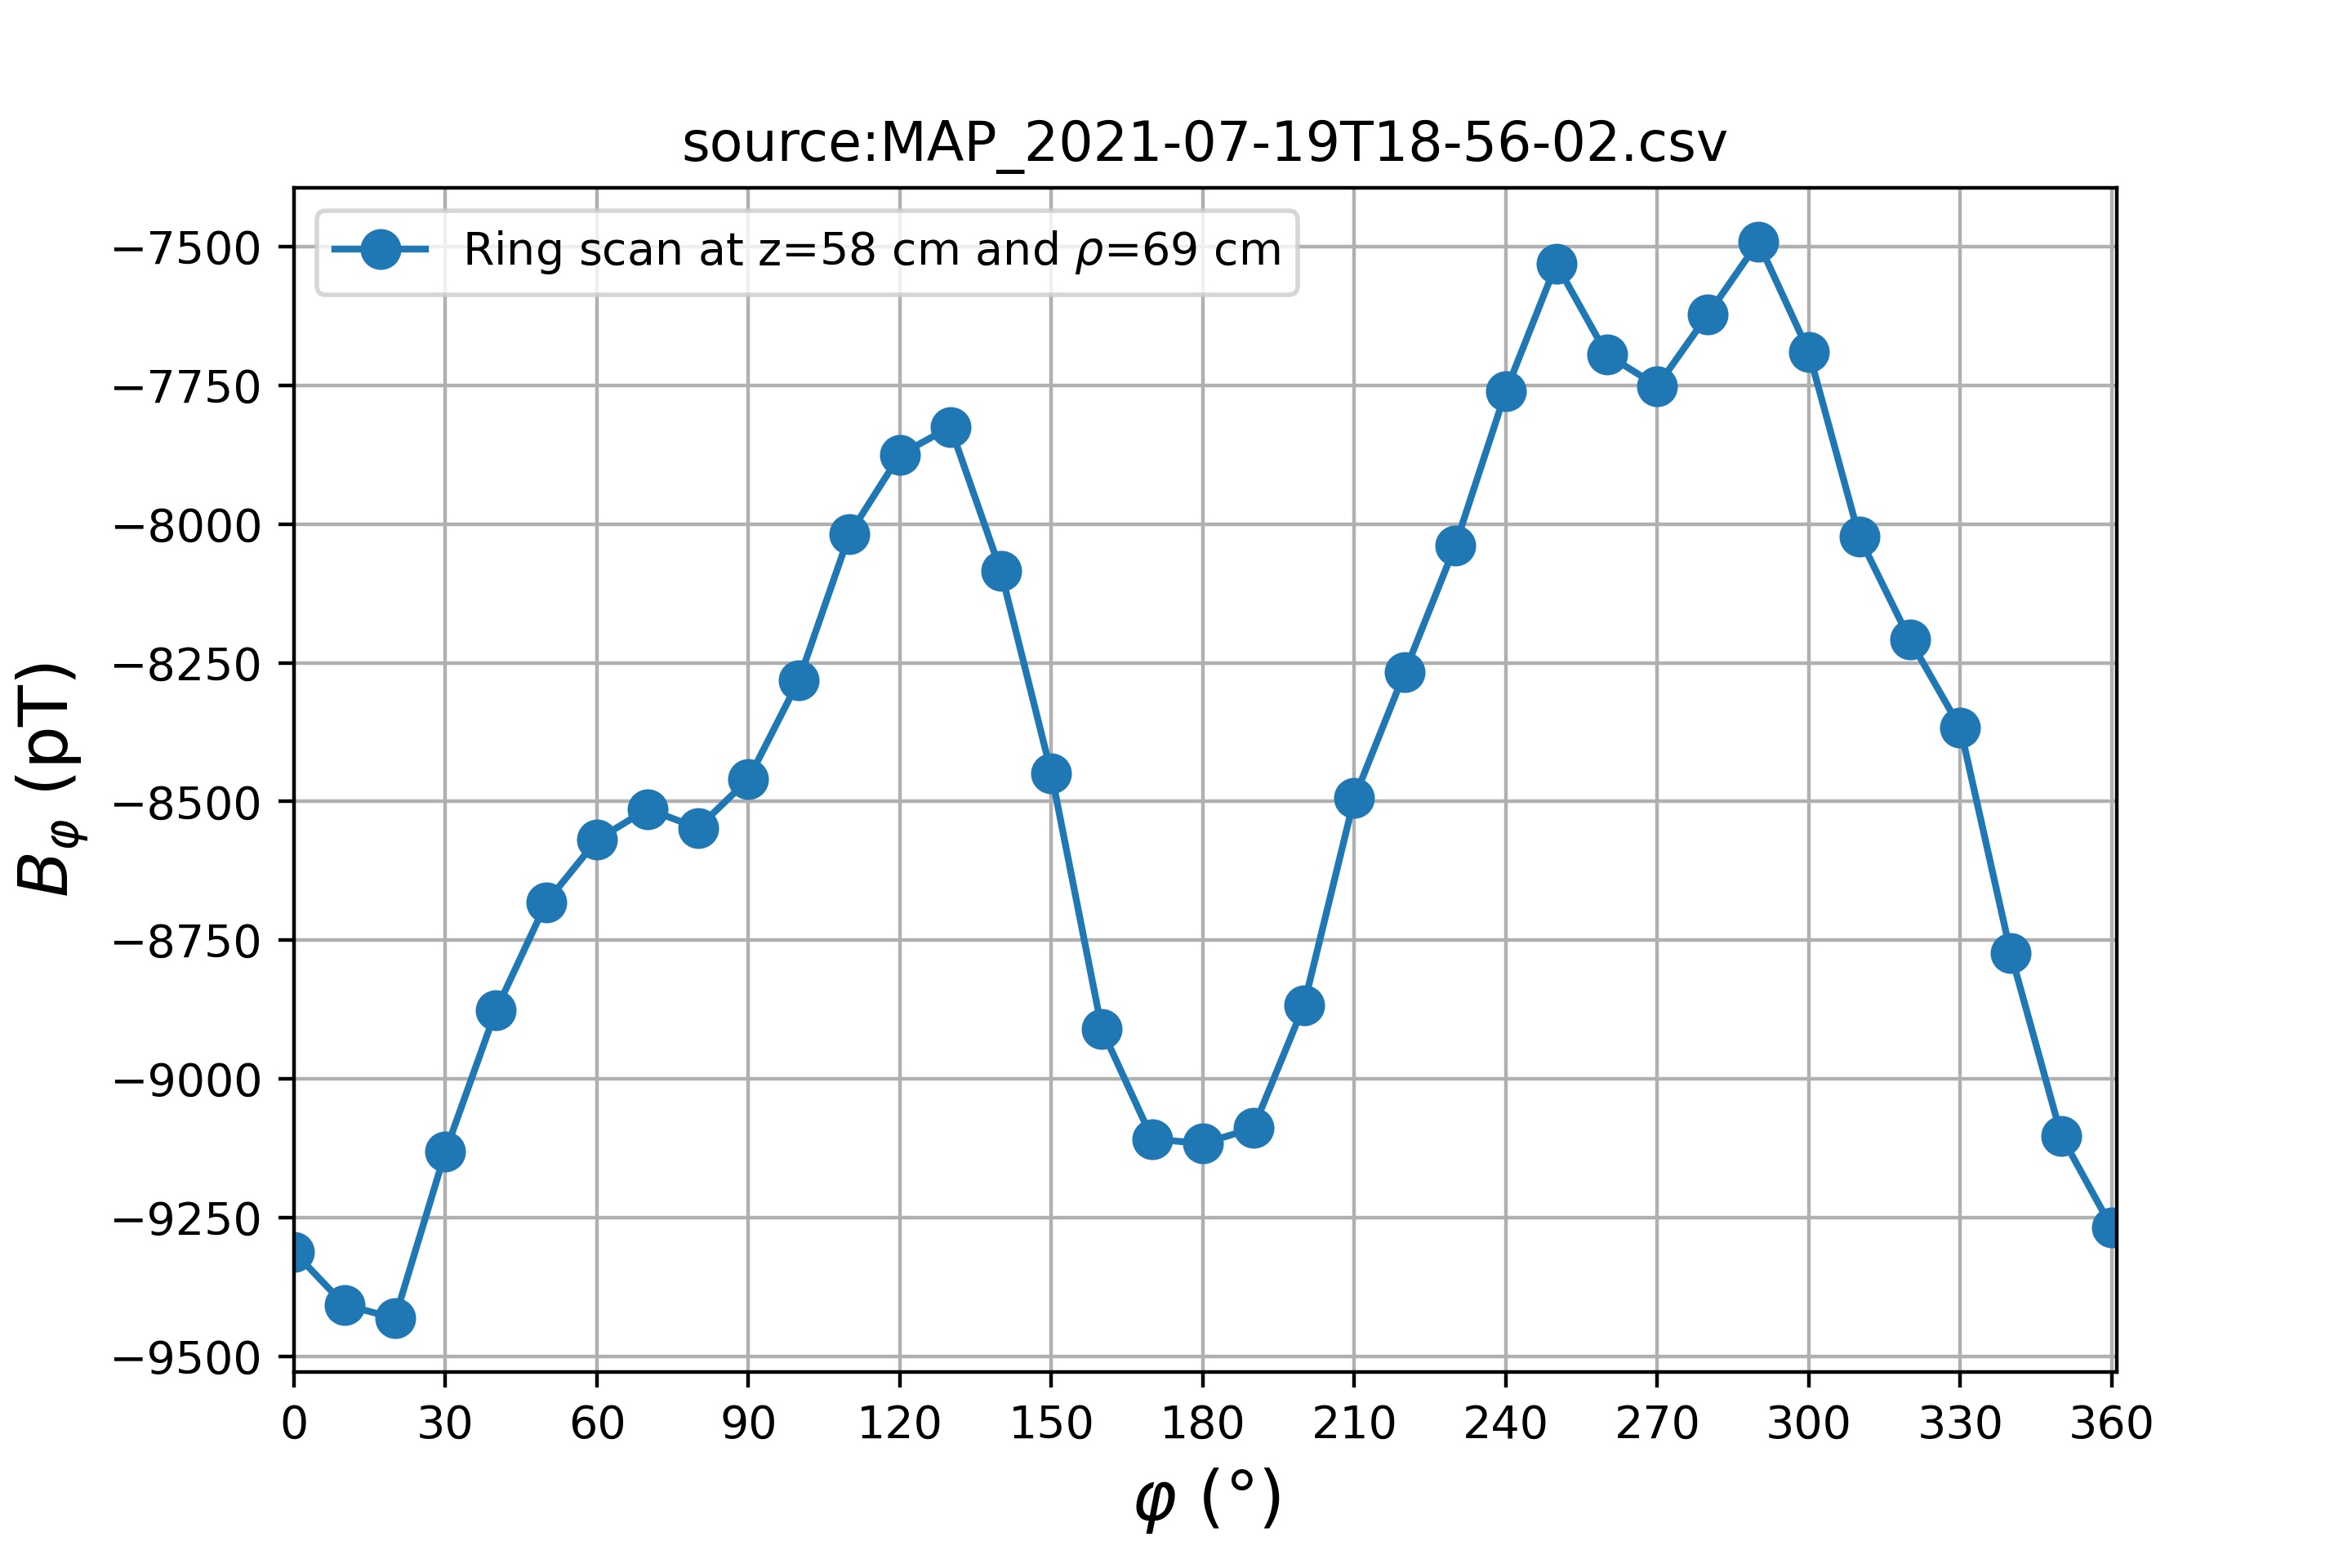 source:MAP_2021-07-19T18-56-02.csv
Ring scan at z=58 cm and ρ=69 cm
−7500
−7750
−8000
−8250
−8500
−8750
−9000
−9250
−9500
B_φ (pT)
0 30 60 90 120 150 180 210 240 270 300 330 360
φ (°)